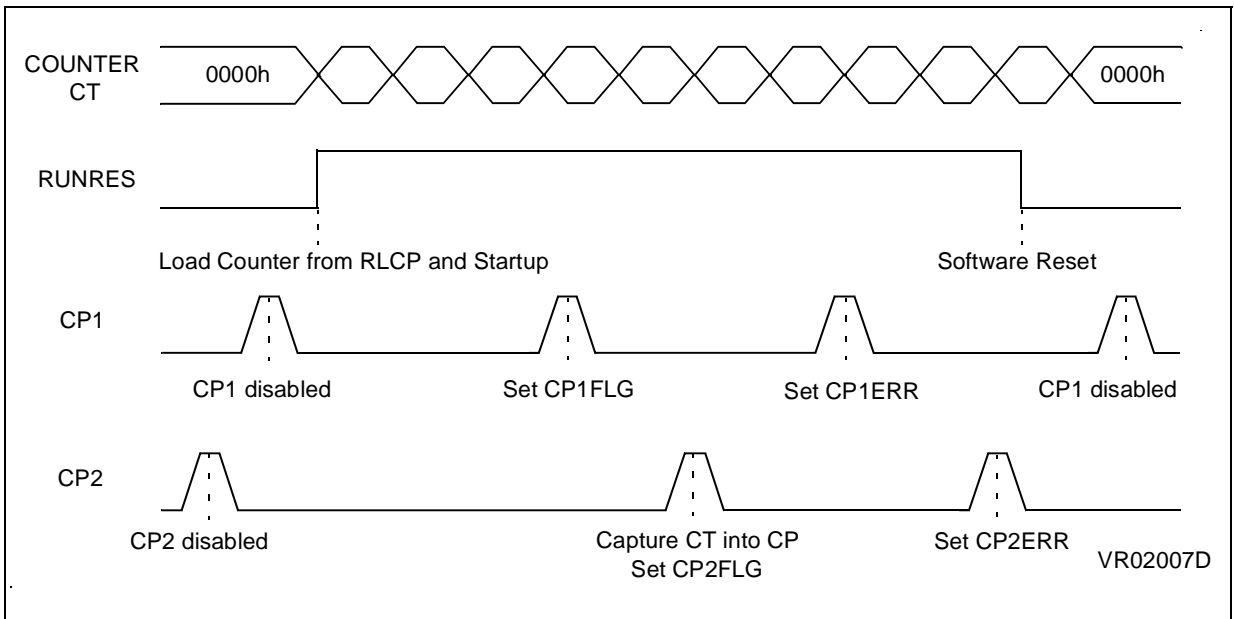 COUNTER
CT
0000h
0000h
RUNRES
Load Counter from RLCP and Startup
Software Reset
CP1
CP1 disabled
Set CP1FLG
Set CP1ERR
CP1 disabled
CP2
CP2 disabled
Capture CT into CP
Set CP2FLG
Set CP2ERR
VR02007D